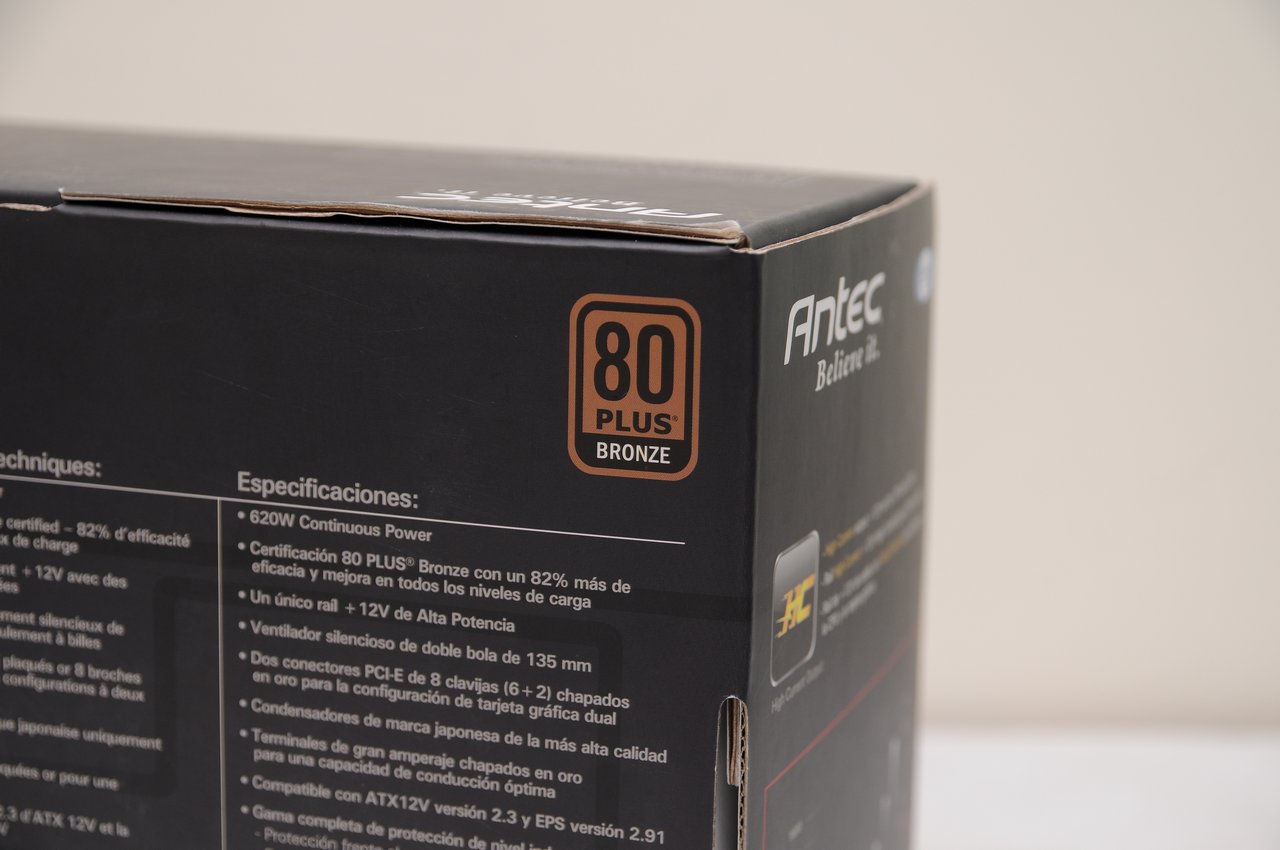 Antec
Antec
Believe it.
80
PLUS®
BRONZE
echniques:
certified – 82% d'efficacité
x de charge
ent +12V avec des
ment silencieux de
ulement à billes
plaqués or 8 broches
configurations à deux
ue japonaise uniquement
quées or pour une
2.3 d'ATX 12V et la
V
Especificaciones:
• 620W Continuous Power
• Certificación 80 PLUS® Bronze con un 82% más de
eficacia y mejora en todos los niveles de carga
• Un único rail +12V de Alta Potencia
• Ventilador silencioso de doble bola de 135 mm
• Dos conectores PCI-E de 8 clavijas (6+2) chapados
en oro para la configuración de tarjeta gráfica dual
• Condensadores de marca japonesa de la más alta calidad
• Terminales de gran amperaje chapados en oro
para una capacidad de conducción óptima
• Compatible con ATX12V versión 2.3 y EPS versión 2.91
• Gama completa de protección de nivel
- Protección
HC